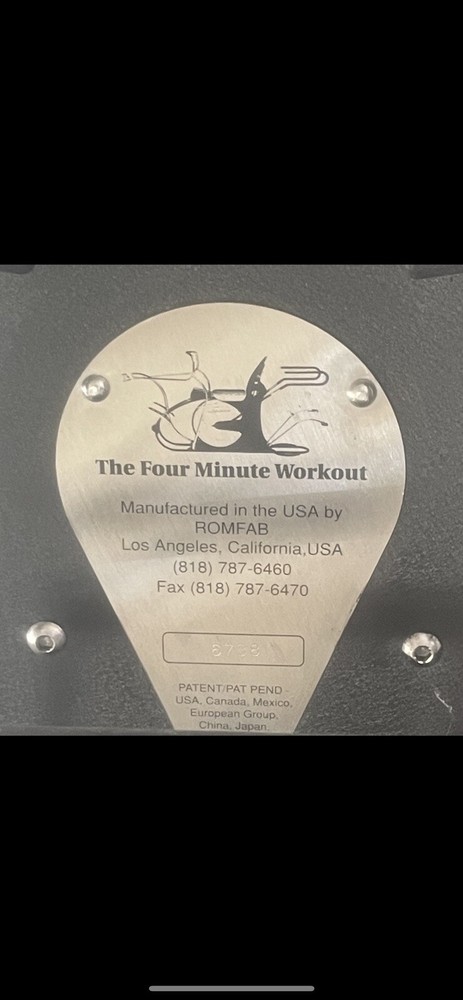 The Four Minute Workout
Manufactured in the USA by
ROMFAB
Los Angeles, California,USA
(818) 787-6460
Fax (818) 787-6470
PATENT/PAT PEND -
USA, Canada, Mexico,
European Group,
China, Japan